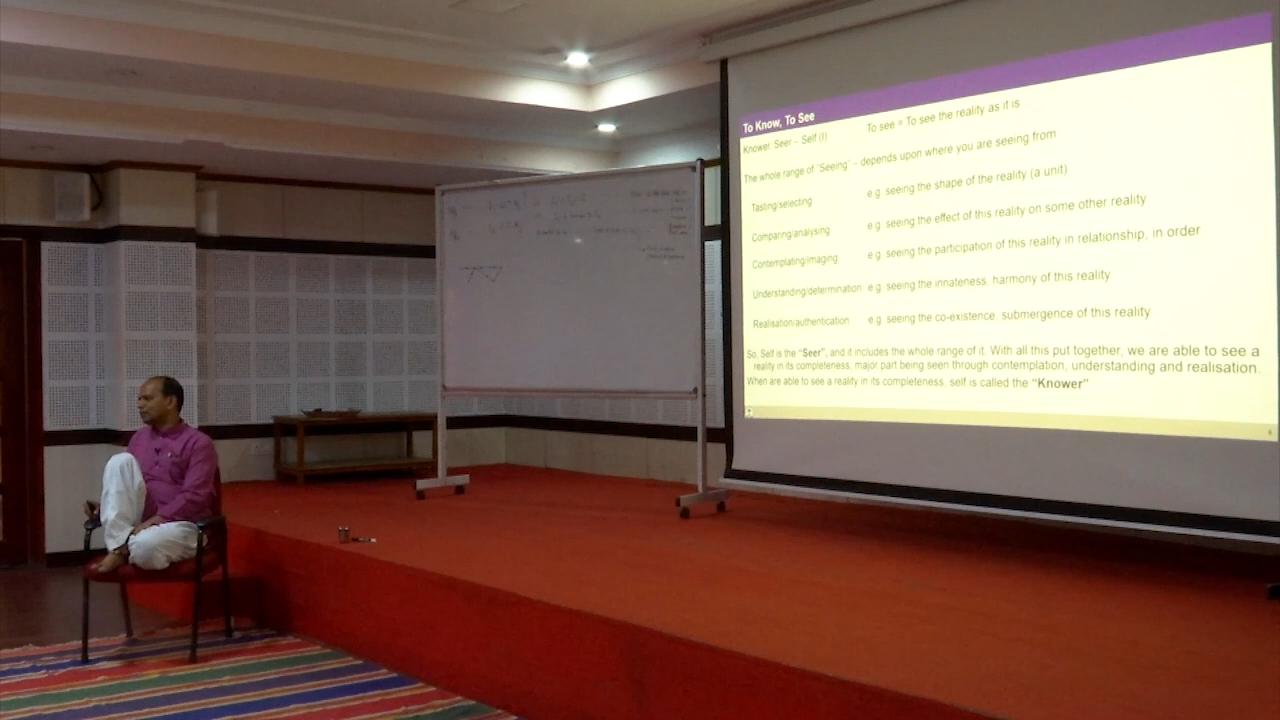 To Know, To See
Knower: Seer – Self (I) To see = To see the reality as it is
The whole range of "Seeing" – depends upon where you are seeing from
Tasting/selecting e.g. seeing the shape of the reality (a unit)
Comparing/analysing e.g. seeing the effect of this reality on some other reality
Contemplating/imaging e.g. seeing the participation of this reality in relationship, in order
Understanding/determination e.g. seeing the innateness, harmony of this reality
Realisation/authentication e.g. seeing the co-existence, submergence of this reality
So, Self is the "Seer", and it includes the whole range of it. With all this put together, we are able to see a
reality in its completeness, major part being seen through contemplation, understanding and realisation.
When are able to see a reality in its completeness, self is called the "Knower"